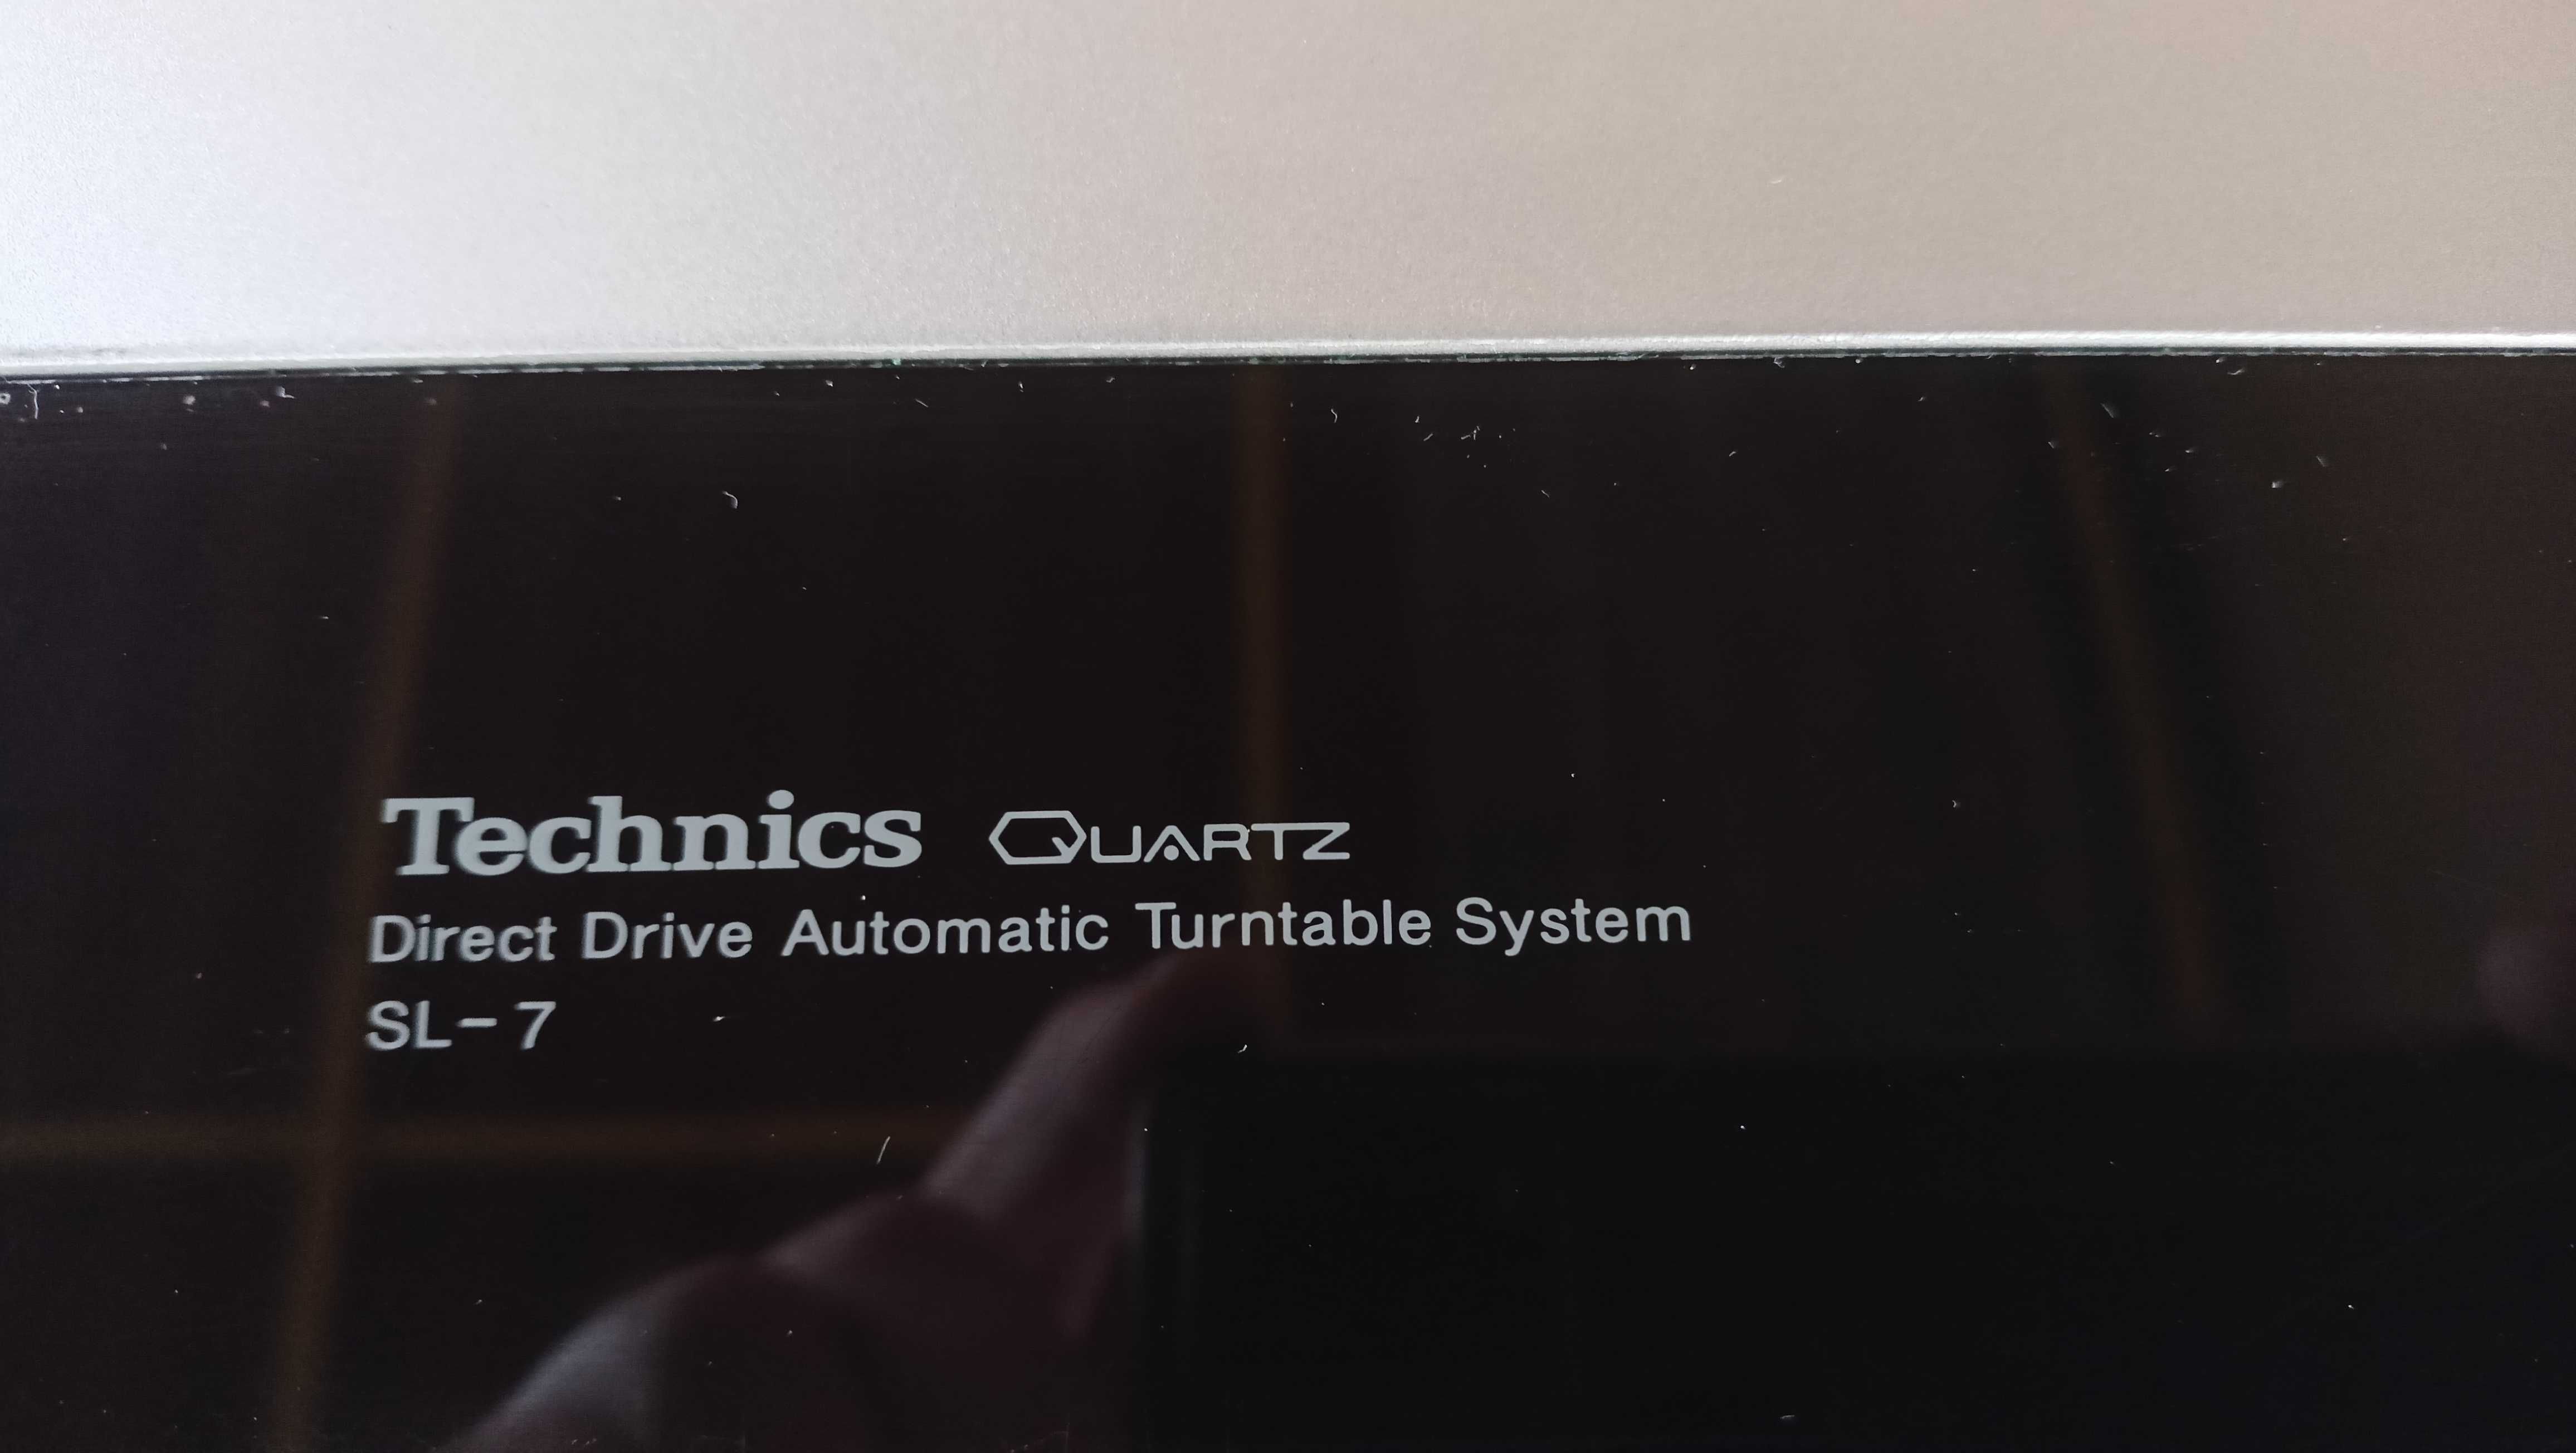 Technics QUARTZ
Direct Drive Automatic Turntable System
SL-7